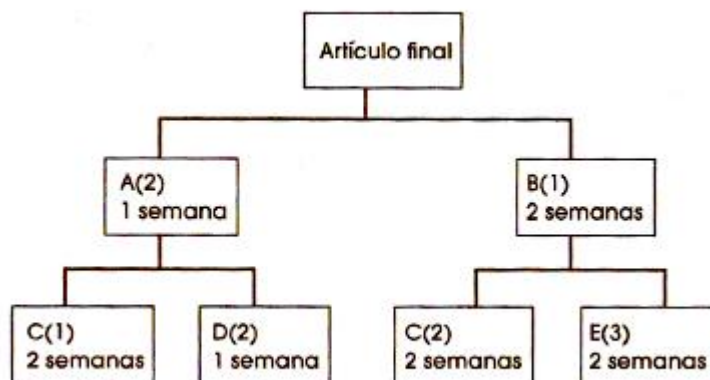 Artículo final
A(2)
1 semana
B(1)
2 semanas
C(1)
2 semanas
D(2)
1 semana
C(2)
2 semanas
E(3)
2 semanas